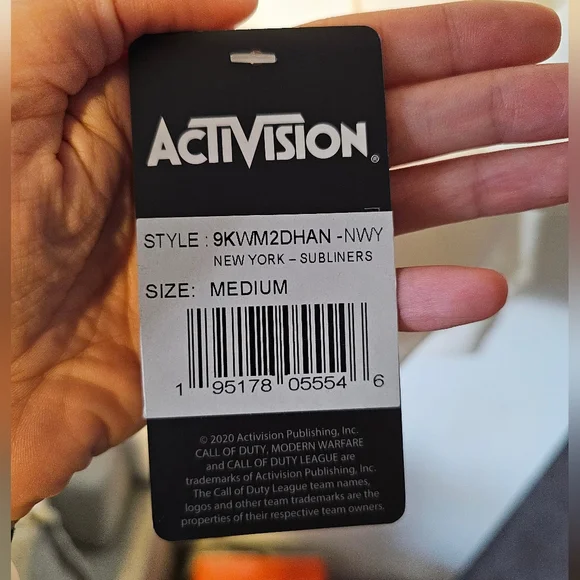 ACTIVISION®
STYLE : 9KWM2DHAN -NWY
NEW YORK – SUBLINERS
SIZE: MEDIUM
1 95178 05554 6
© 2020 Activision Publishing, Inc.
CALL OF DUTY, MODERN WARFARE
and CALL OF DUTY LEAGUE are
trademarks of Activision Publishing, Inc.
The Call of Duty League team names,
logos and other team trademarks are the
properties of their respective team owners.